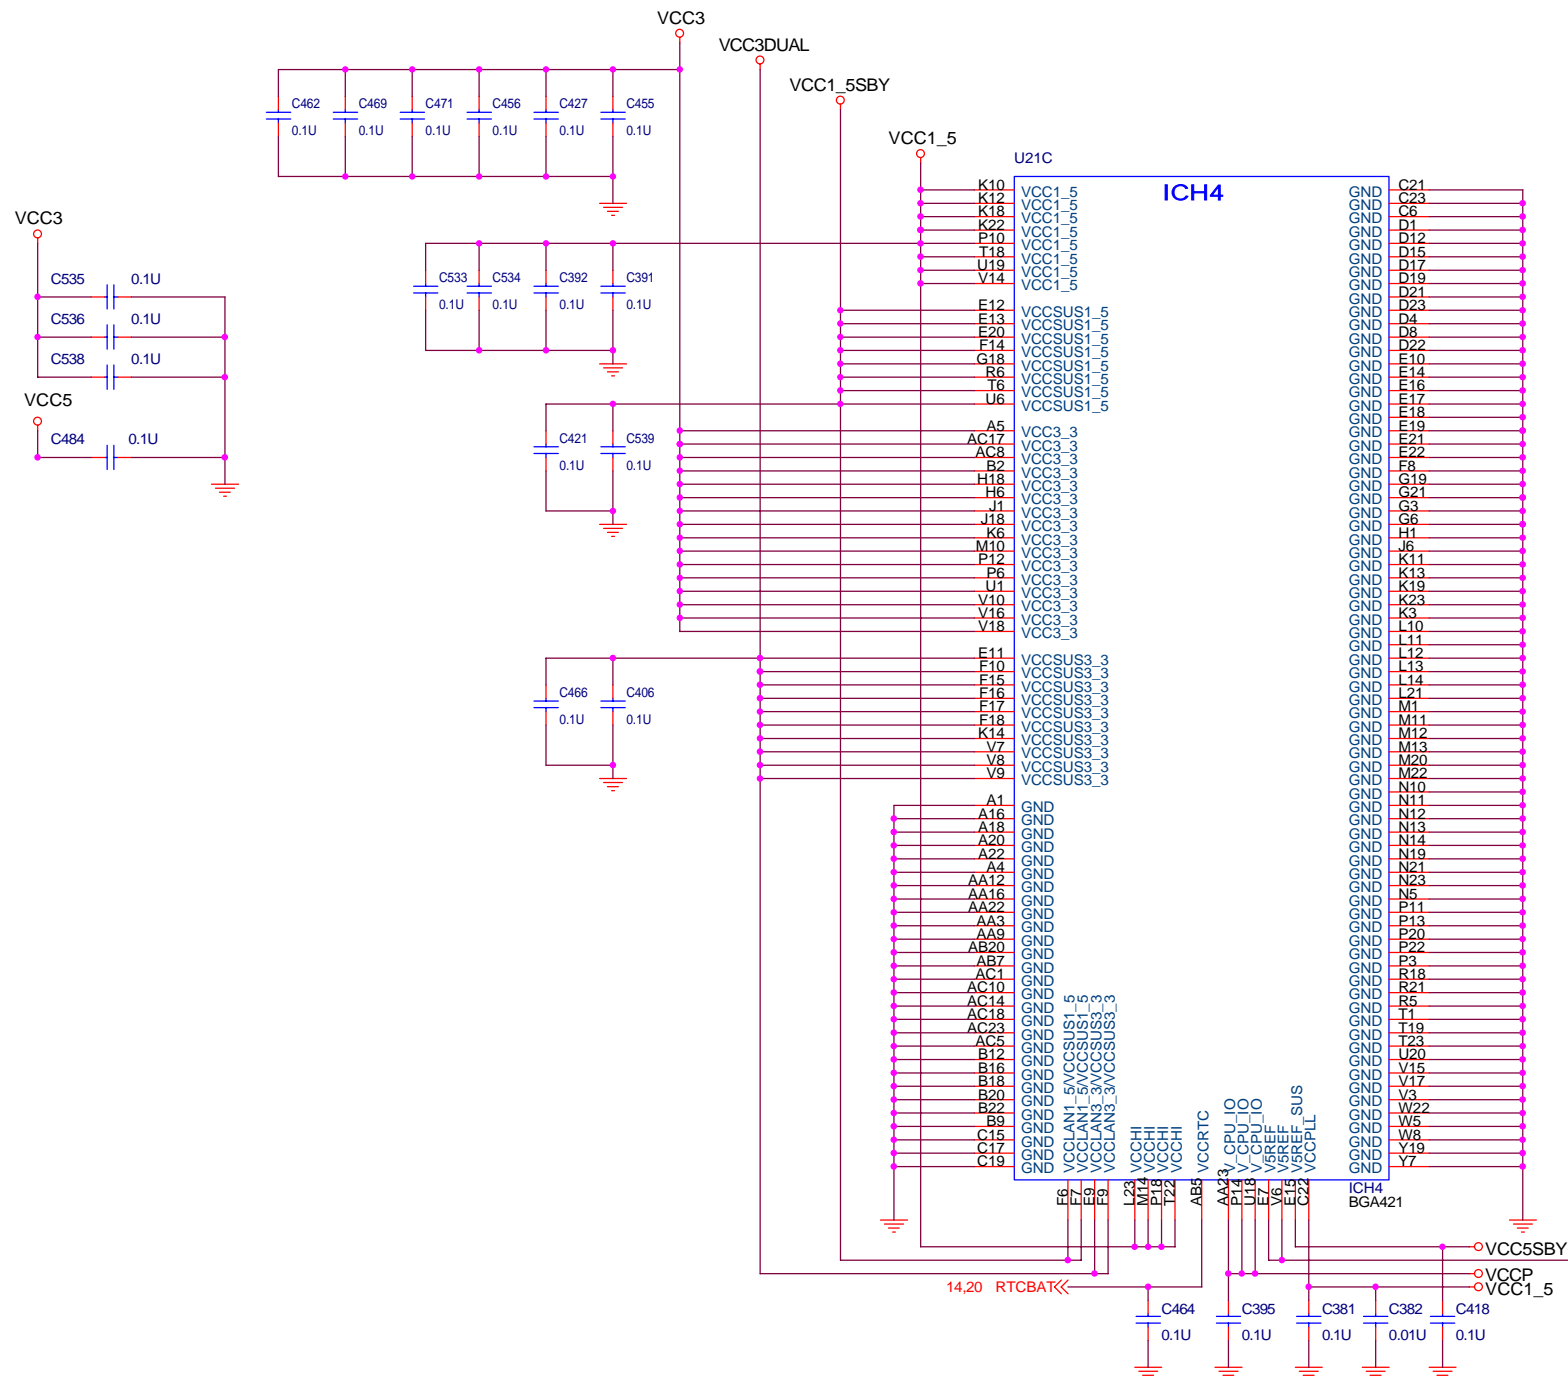 VCC3
VCC3DUAL
VCC1_5SBY
VCC1_5
C462 0.1U
C469 0.1U
C471 0.1U
C456 0.1U
C427 0.1U
C455 0.1U
VCC3
C535 0.1U
C536 0.1U
C538 0.1U
VCC5
C484 0.1U
C533 0.1U
C534 0.1U
C392 0.1U
C391 0.1U
C421 0.1U
C539 0.1U
C466 0.1U
C406 0.1U
U21C
ICH4
K10 VCC1_5
K12 VCC1_5
K18 VCC1_5
K22 VCC1_5
P10 VCC1_5
T18 VCC1_5
U19 VCC1_5
V14 VCC1_5
E12 VCCSUS1_5
E13 VCCSUS1_5
E20 VCCSUS1_5
F14 VCCSUS1_5
G18 VCCSUS1_5
R6 VCCSUS1_5
T6 VCCSUS1_5
U6 VCCSUS1_5
A5 VCC3_3
AC17 VCC3_3
AC8 VCC3_3
B2 VCC3_3
H18 VCC3_3
H6 VCC3_3
J1 VCC3_3
J18 VCC3_3
K6 VCC3_3
M10 VCC3_3
P12 VCC3_3
P6 VCC3_3
U1 VCC3_3
V10 VCC3_3
V16 VCC3_3
V18 VCC3_3
E11 VCCSUS3_3
F10 VCCSUS3_3
F15 VCCSUS3_3
F16 VCCSUS3_3
F17 VCCSUS3_3
F18 VCCSUS3_3
K14 VCCSUS3_3
V7 VCCSUS3_3
V8 VCCSUS3_3
V9 VCCSUS3_3
A1 GND
A16 GND
A18 GND
A20 GND
A22 GND
A4 GND
AA12 GND
AA16 GND
AA22 GND
AA3 GND
AA9 GND
AB20 GND
AB7 GND
AC1 GND
AC10 GND
AC14 GND
AC18 GND
AC23 GND
AC5 GND
B12 GND
B16 GND
B18 GND
B20 GND
B22 GND
B9 GND
C15 GND
C17 GND
C19 GND
GND C21
GND C23
GND C6
GND D1
GND D12
GND D15
GND D17
GND D19
GND D21
GND D23
GND D4
GND D8
GND D22
GND E10
GND E14
GND E16
GND E17
GND E18
GND E19
GND E21
GND E22
GND F8
GND G19
GND G21
GND G3
GND G6
GND H1
GND J6
GND K11
GND K13
GND K19
GND K23
GND K3
GND L10
GND L11
GND L12
GND L13
GND L14
GND L21
GND M1
GND M11
GND M12
GND M13
GND M20
GND M22
GND N10
GND N11
GND N12
GND N13
GND N14
GND N19
GND N21
GND N23
GND N5
GND P11
GND P13
GND P20
GND P22
GND P3
GND R18
GND R21
GND R5
GND T1
GND T19
GND T23
GND U20
GND V15
GND V17
GND V3
GND W22
GND W5
GND W8
GND Y19
GND Y7
VCCLAN1_5/VCCSUS1_5 F6
VCCLAN1_5/VCCSUS1_5 F7
VCCLAN3_3/VCCSUS3_3 E9
VCCLAN3_3/VCCSUS3_3 F9
VCCHI L23
VCCHI M14
VCCHI P18
VCCHI T22
VCCRTC AB5
V_CPU_IO AA23
V_CPU_IO P14
V_CPU_IO U18
V5REF E7
V5REF V6
V5REF_SUS E15
VCCPLL C22
ICH4
BGA421
VCC5SBY
VCCP
VCC1_5
14,20 RTCBAT
C464 0.1U
C395 0.1U
C381 0.1U
C382 0.01U
C418 0.1U